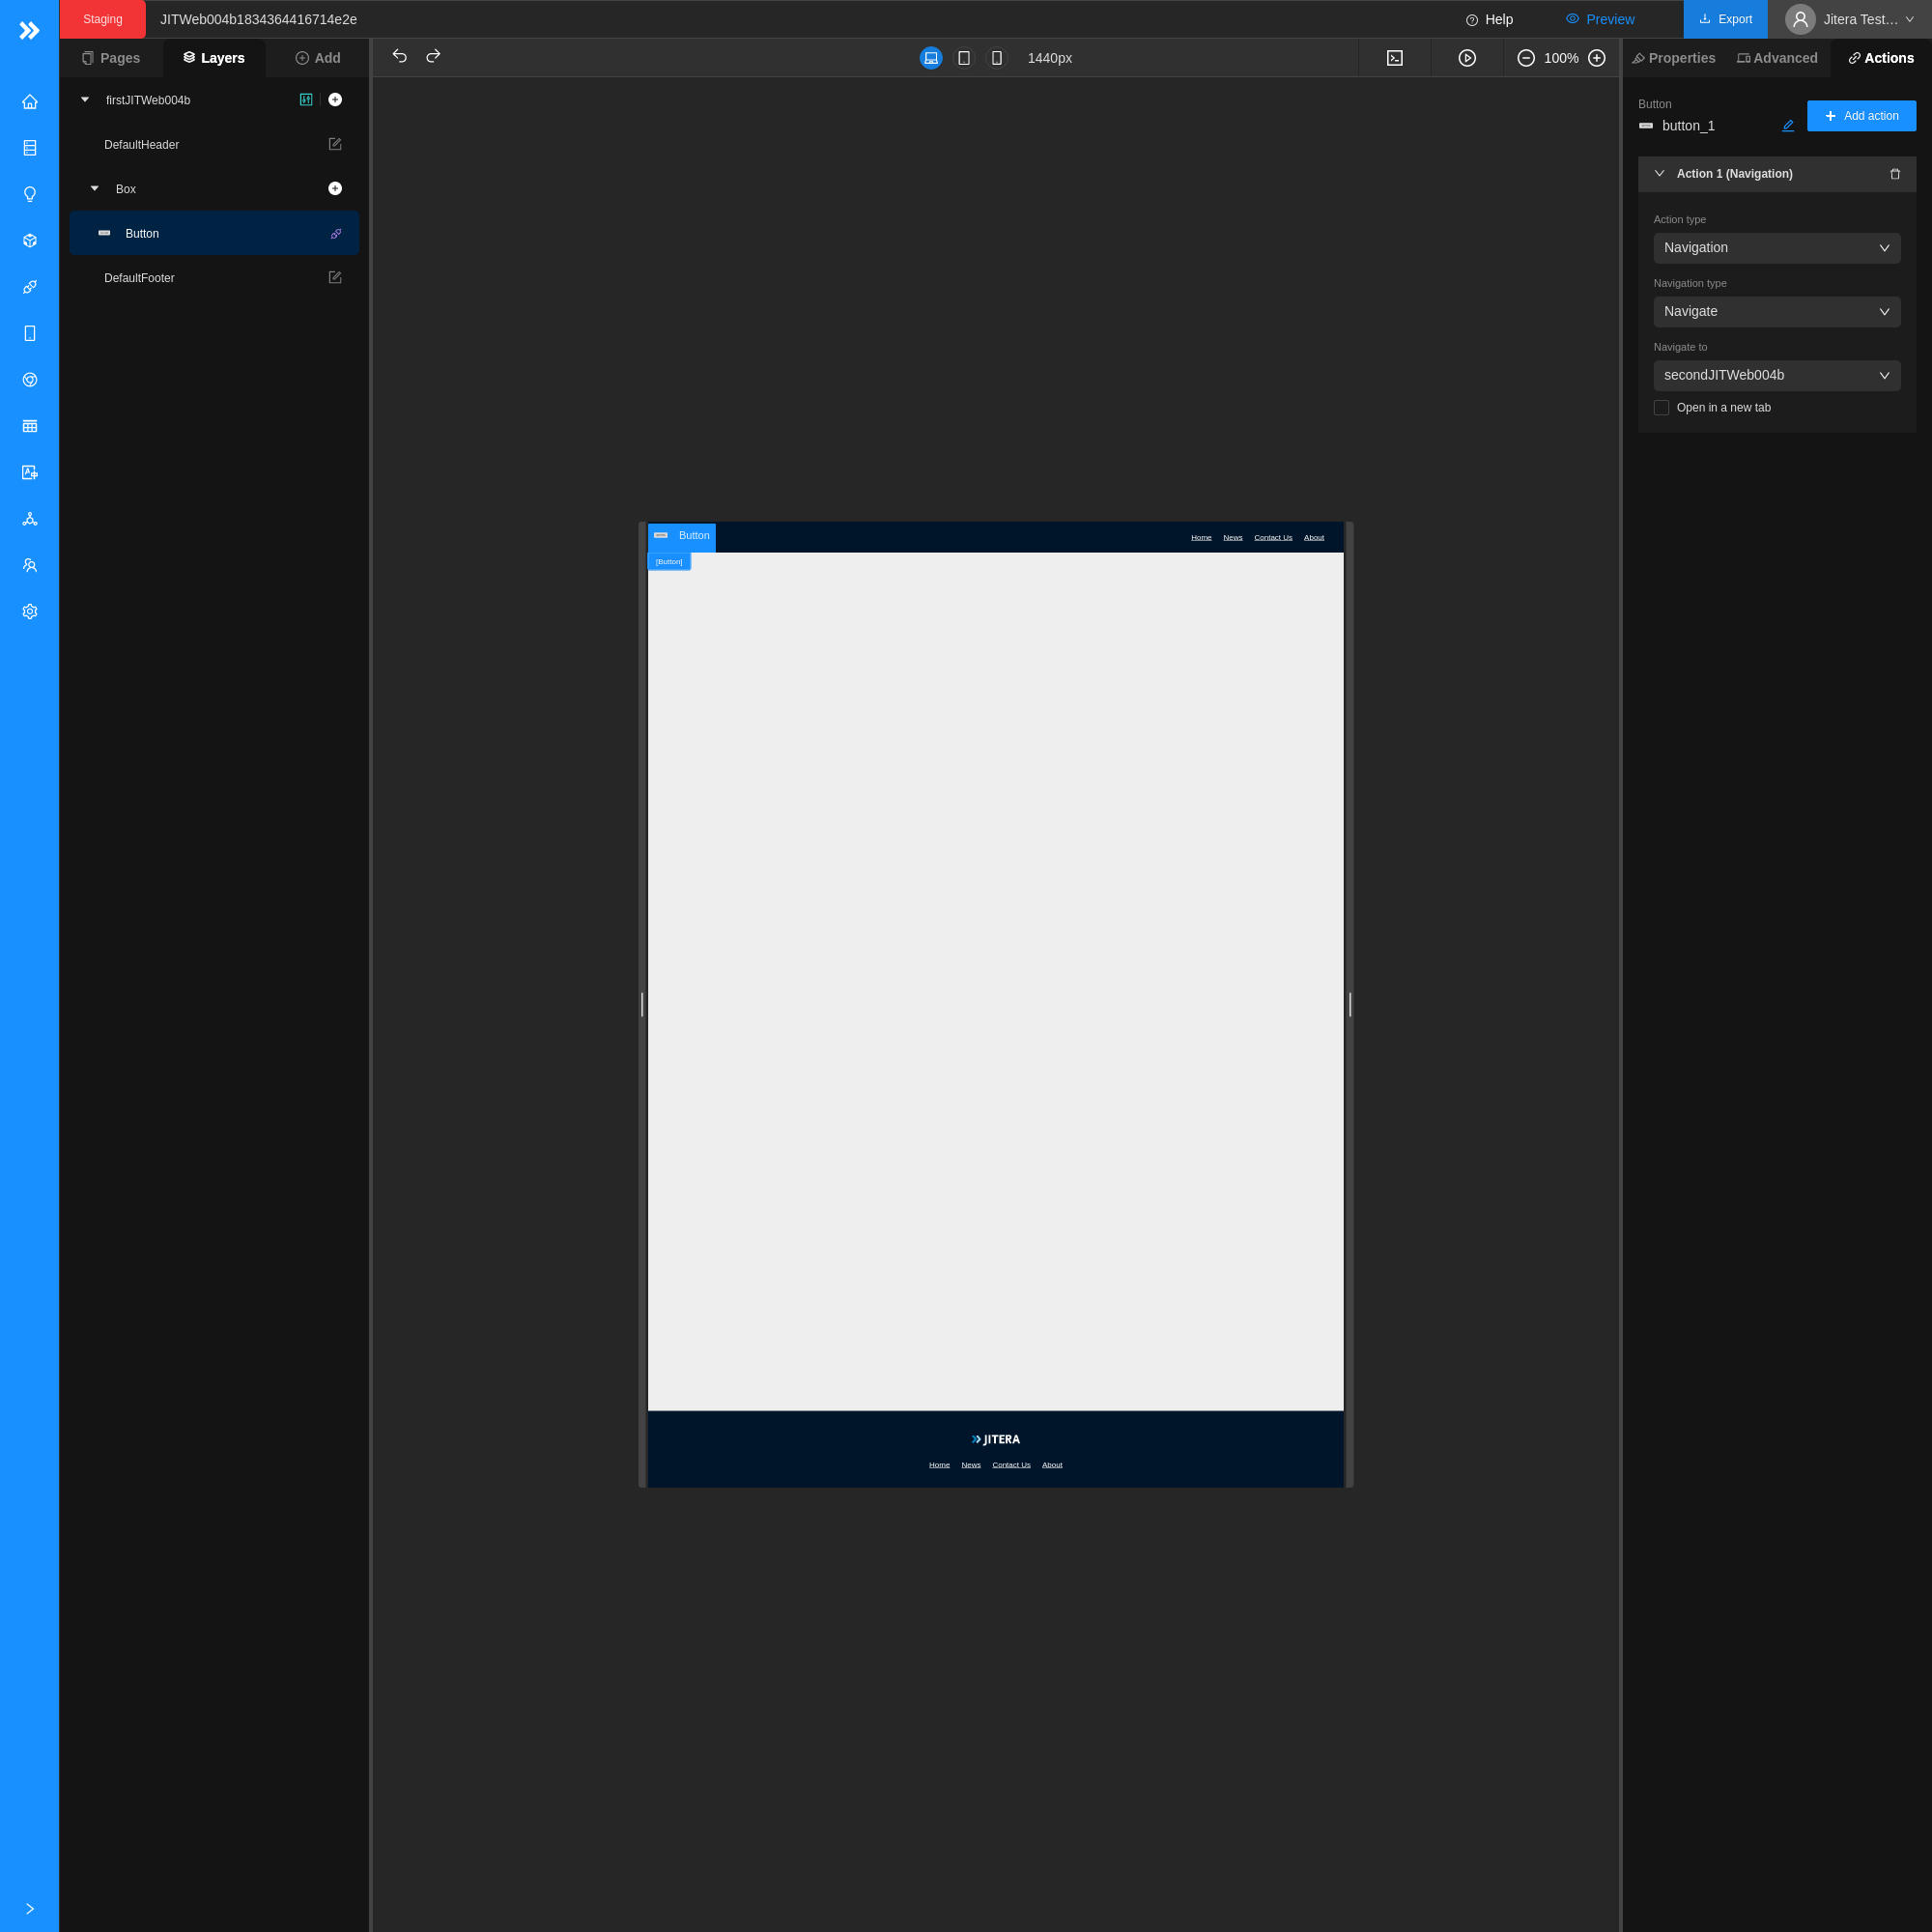 Staging
JITWeb004b1834364416714e2e
Help
Preview
Export
Jitera Test...
Pages
Layers
Add
1440px
100%
Properties
Advanced
Actions
firstJITWeb004b
DefaultHeader
Box
Button
DefaultFooter
Button
Home
News
Contact Us
About
[Button]
JITERA
Home
News
Contact Us
About
Button
button_1
Add action
Action 1 (Navigation)
Action type
Navigation
Navigation type
Navigate
Navigate to
secondJITWeb004b
Open in a new tab